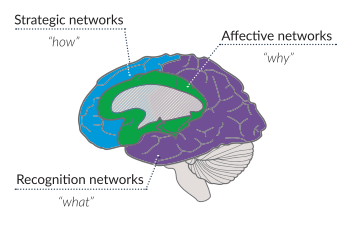 Strategic networks
“how”
Affective networks
“why”
Recognition networks
“what”